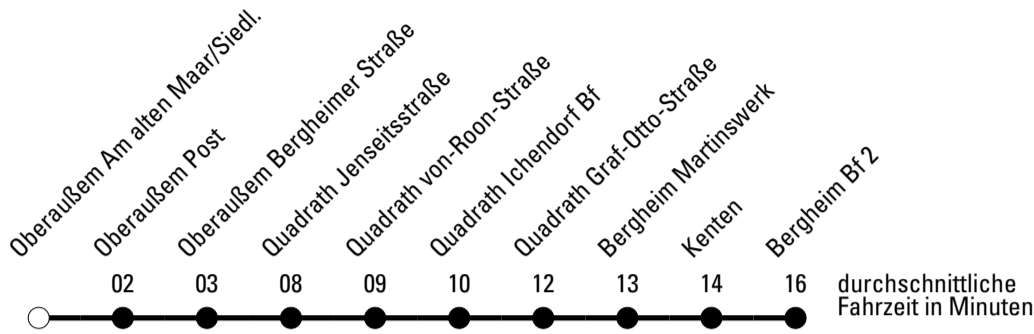 Oberaußem Am alten Maar/Siedl.
Oberaußem Post
Oberaußem Bergheimer Straße
Quadrath Jenseitsstraße
Quadrath von-Roon-Straße
Quadrath Ichendorf Bf
Quadrath Graf-Otto-Straße
Bergheim Martinswerk
Kenten
Bergheim Bf 2
02 03 08 09 10 12 13 14 16
durchschnittliche
Fahrzeit in Minuten